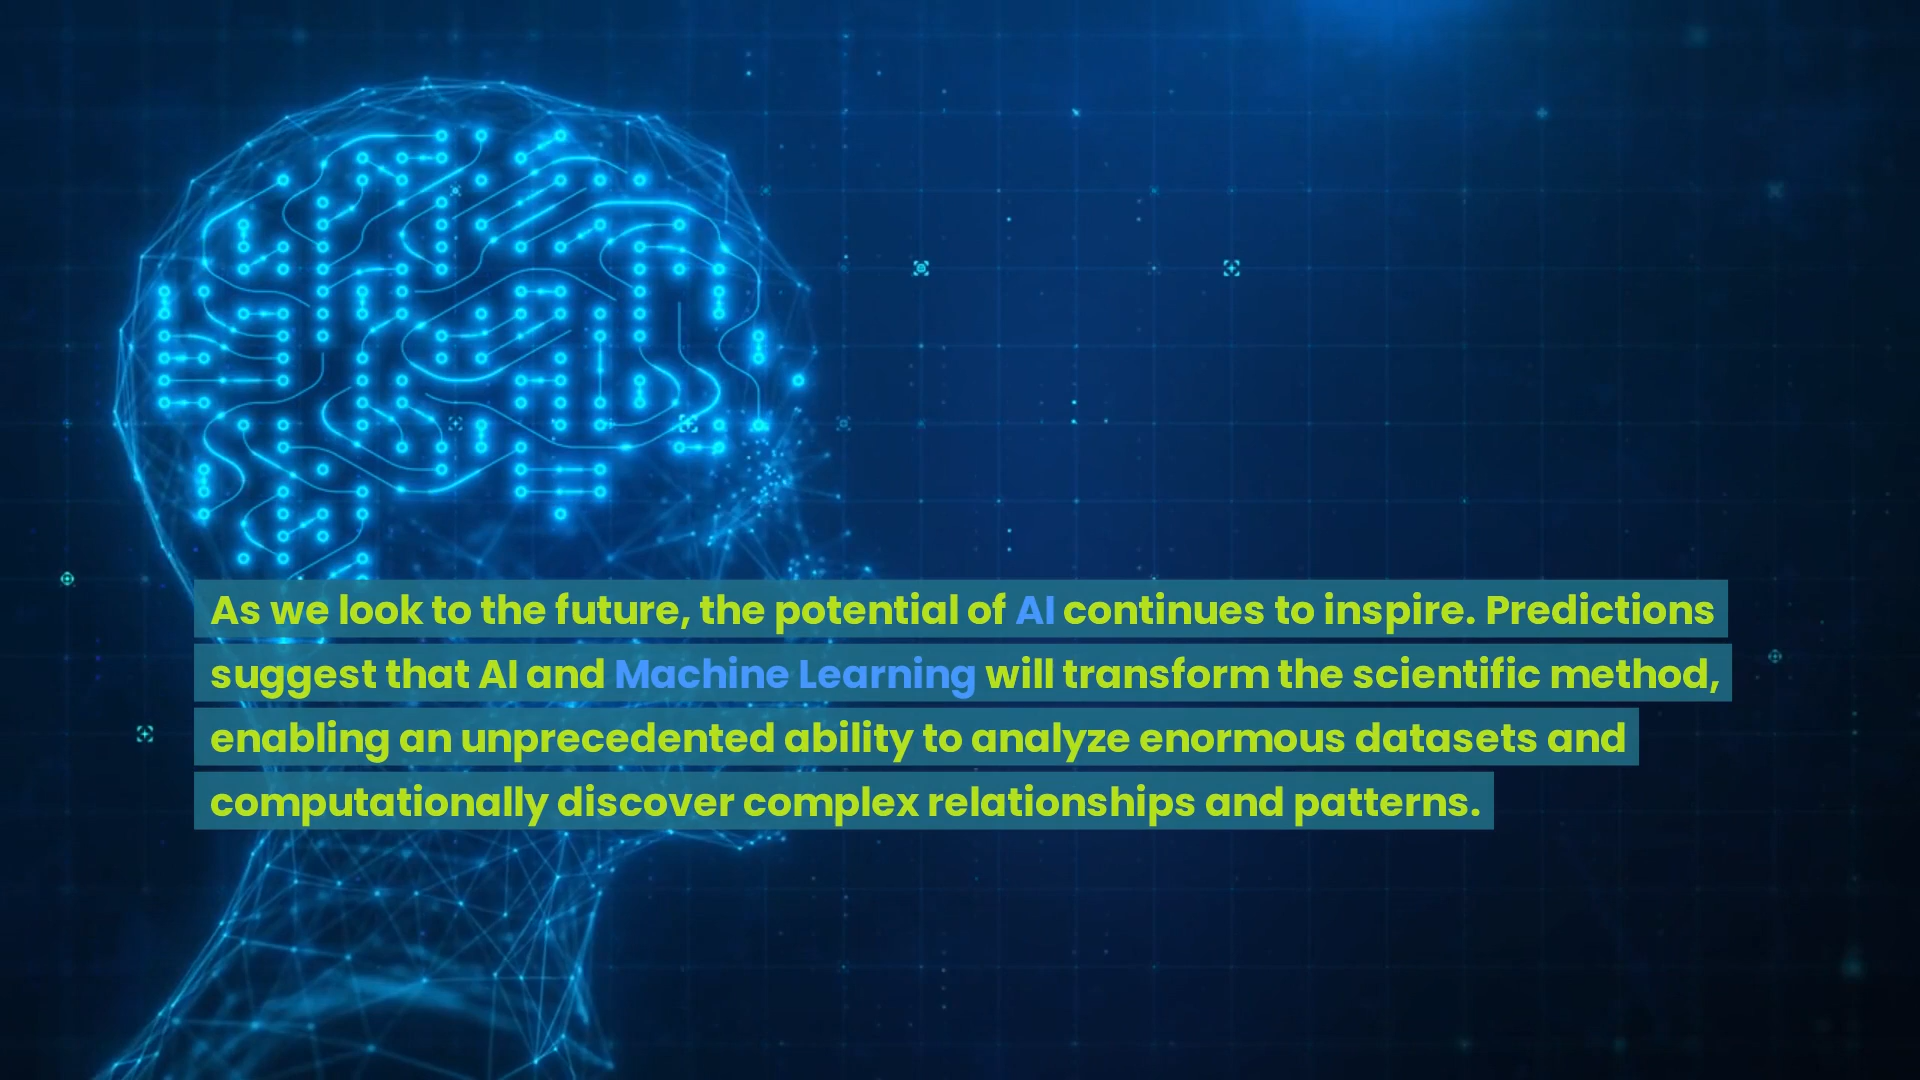 As we look to the future, the potential of AI continues to inspire. Predictions
suggest that AI and Machine Learning will transform the scientific method,
enabling an unprecedented ability to analyze enormous datasets and
computationally discover complex relationships and patterns.